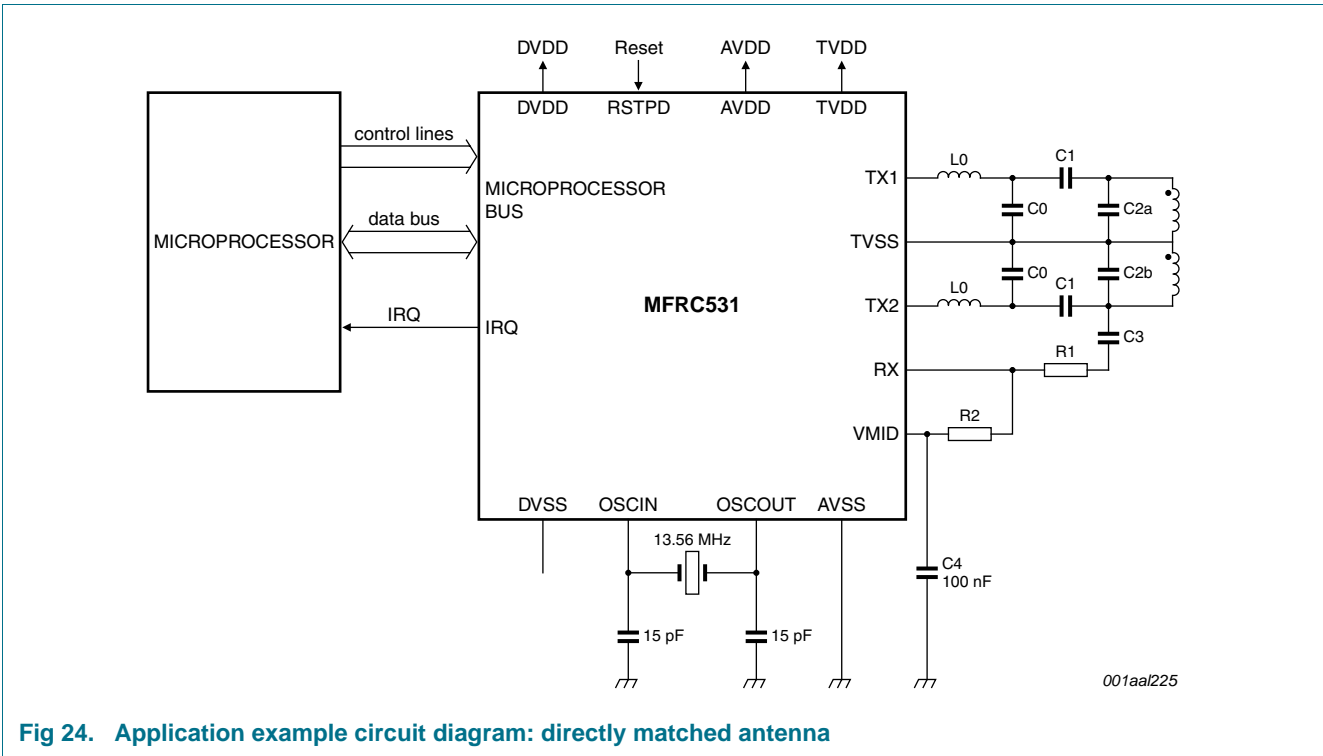 DVDD Reset AVDD TVDD
DVDD RSTPD AVDD TVDD
control lines
MICROPROCESSOR
BUS
data bus
MICROPROCESSOR
IRQ
IRQ
MFRC531
TX1
TVSS
TX2
RX
VMID
L0
C1
C0
C2a
C0
C2b
L0
C1
C3
R1
R2
DVSS OSCIN OSCOUT AVSS
13.56 MHz
15 pF
15 pF
C4
100 nF
001aal225
Fig 24. Application example circuit diagram: directly matched antenna